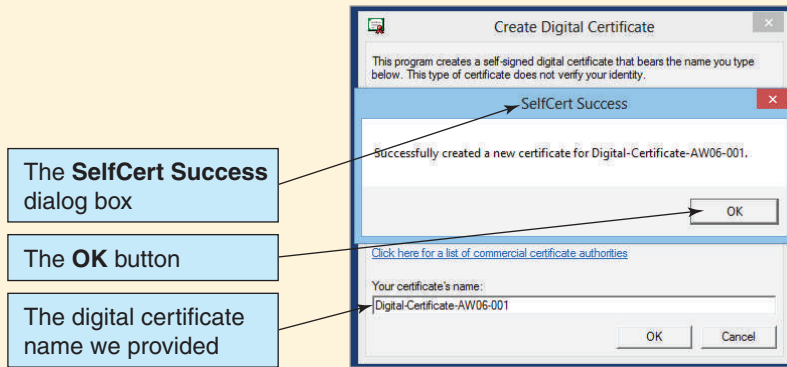 Create Digital Certificate
This program creates a self-signed digital certificate that bears the name you type
below. This type of certificate does not verify your identity.
SelfCert Success
Successfully created a new certificate for Digital-Certificate-AW06-001.
OK
The SelfCert Success
dialog box
The OK button
The digital certificate
name we provided
Click here for a list of commercial certificate authorities
Your certificate's name:
Digital-Certificate-AW06-001
OK Cancel